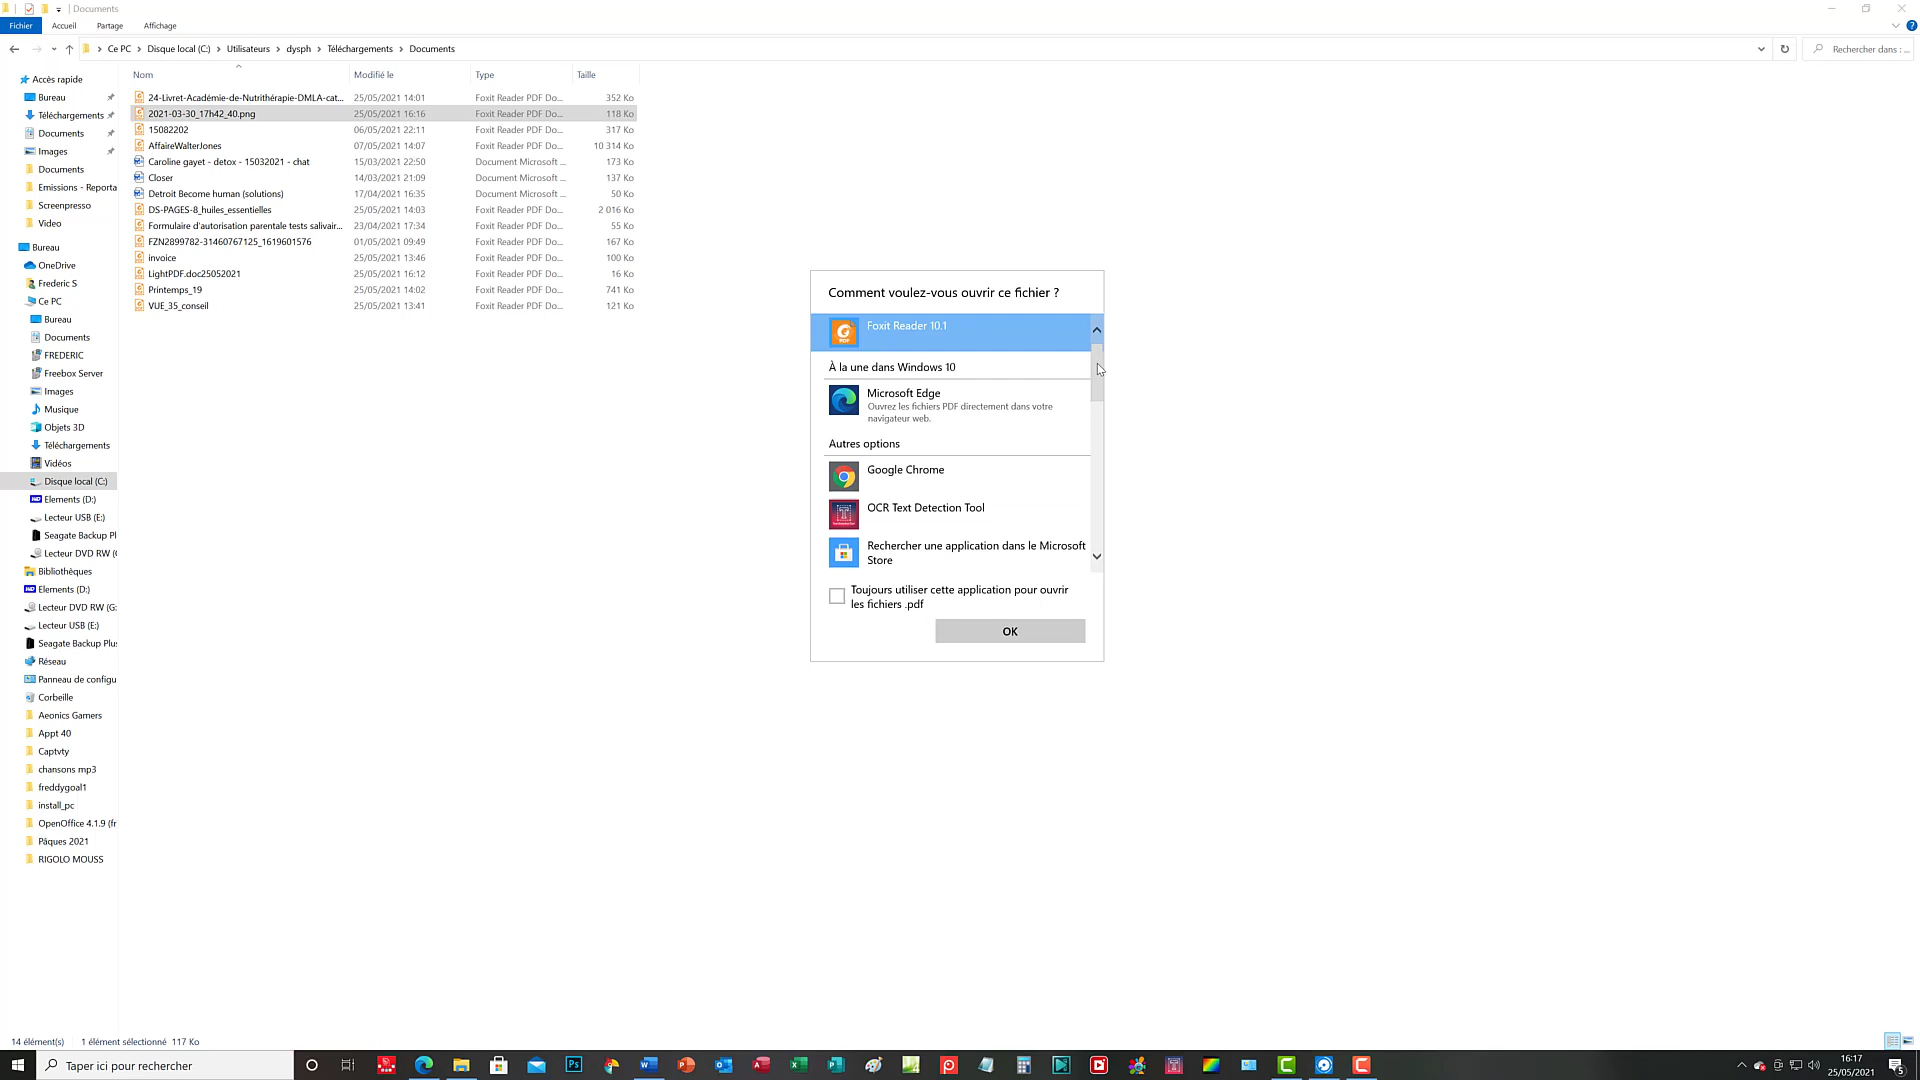 Documents
Fichier Accueil Partage Affichage
Ce PC Disque local (C:) Utilisateurs dysph Téléchargements Documents
Rechercher dans : ...
Nom Modifié le Type Taille
24-Livret-Académie-de-Nutrithérapie-DMLA-cat... 25/05/2021 14:01 Foxit Reader PDF Do... 352 Ko
2021-03-30_17h42_40.png 25/05/2021 16:16 Foxit Reader PDF Do... 118 Ko
15082202 06/05/2021 22:11 Foxit Reader PDF Do... 317 Ko
AffaireWalterJones 07/05/2021 14:07 Foxit Reader PDF Do... 10 314 Ko
Caroline gayet - detox - 15032021 - chat 15/03/2021 22:50 Document Microsoft ... 173 Ko
Closer 14/03/2021 21:09 Document Microsoft ... 137 Ko
Detroit Become human (solutions) 17/04/2021 16:35 Document Microsoft ... 50 Ko
DS-PAGES-8_huiles_essentielles 25/05/2021 14:03 Foxit Reader PDF Do... 2 016 Ko
Formulaire d'autorisation parentale tests salivair... 23/04/2021 17:34 Foxit Reader PDF Do... 55 Ko
FZN2899782-31460767125_1619601576 01/05/2021 09:49 Foxit Reader PDF Do... 167 Ko
invoice 25/05/2021 13:46 Foxit Reader PDF Do... 100 Ko
LightPDF.doc25052021 25/05/2021 16:12 Foxit Reader PDF Do... 16 Ko
Printemps_19 25/05/2021 14:02 Foxit Reader PDF Do... 741 Ko
VUE_35_conseil 25/05/2021 13:41 Foxit Reader PDF Do... 121 Ko
Accès rapide
Bureau
Téléchargements
Documents
Images
Documents
Emissions - Reporta
Screenpresso
Video
Bureau
OneDrive
Frederic S
Ce PC
Bureau
Documents
FREDERIC
Freebox Server
Images
Musique
Objets 3D
Téléchargements
Vidéos
Disque local (C:)
Elements (D:)
Lecteur USB (E:)
Seagate Backup Pl
Lecteur DVD RW (
Bibliothèques
Elements (D:)
Lecteur DVD RW (G:
Lecteur USB (E:)
Seagate Backup Plus
Réseau
Panneau de configu
Corbeille
Aeonics Gamers
Appt 40
Captvty
chansons mp3
freddygoal1
install_pc
OpenOffice 4.1.9 (fr
Pâques 2021
RIGOLO MOUSS
Comment voulez-vous ouvrir ce fichier ?
Foxit Reader 10.1
À la une dans Windows 10
Microsoft Edge
Ouvrez les fichiers PDF directement dans votre
navigateur web.
Autres options
Google Chrome
OCR Text Detection Tool
Rechercher une application dans le Microsoft
Store
Toujours utiliser cette application pour ouvrir
les fichiers .pdf
OK
14 élément(s) 1 élément sélectionné 117 Ko
Taper ici pour rechercher
16:17
25/05/2021